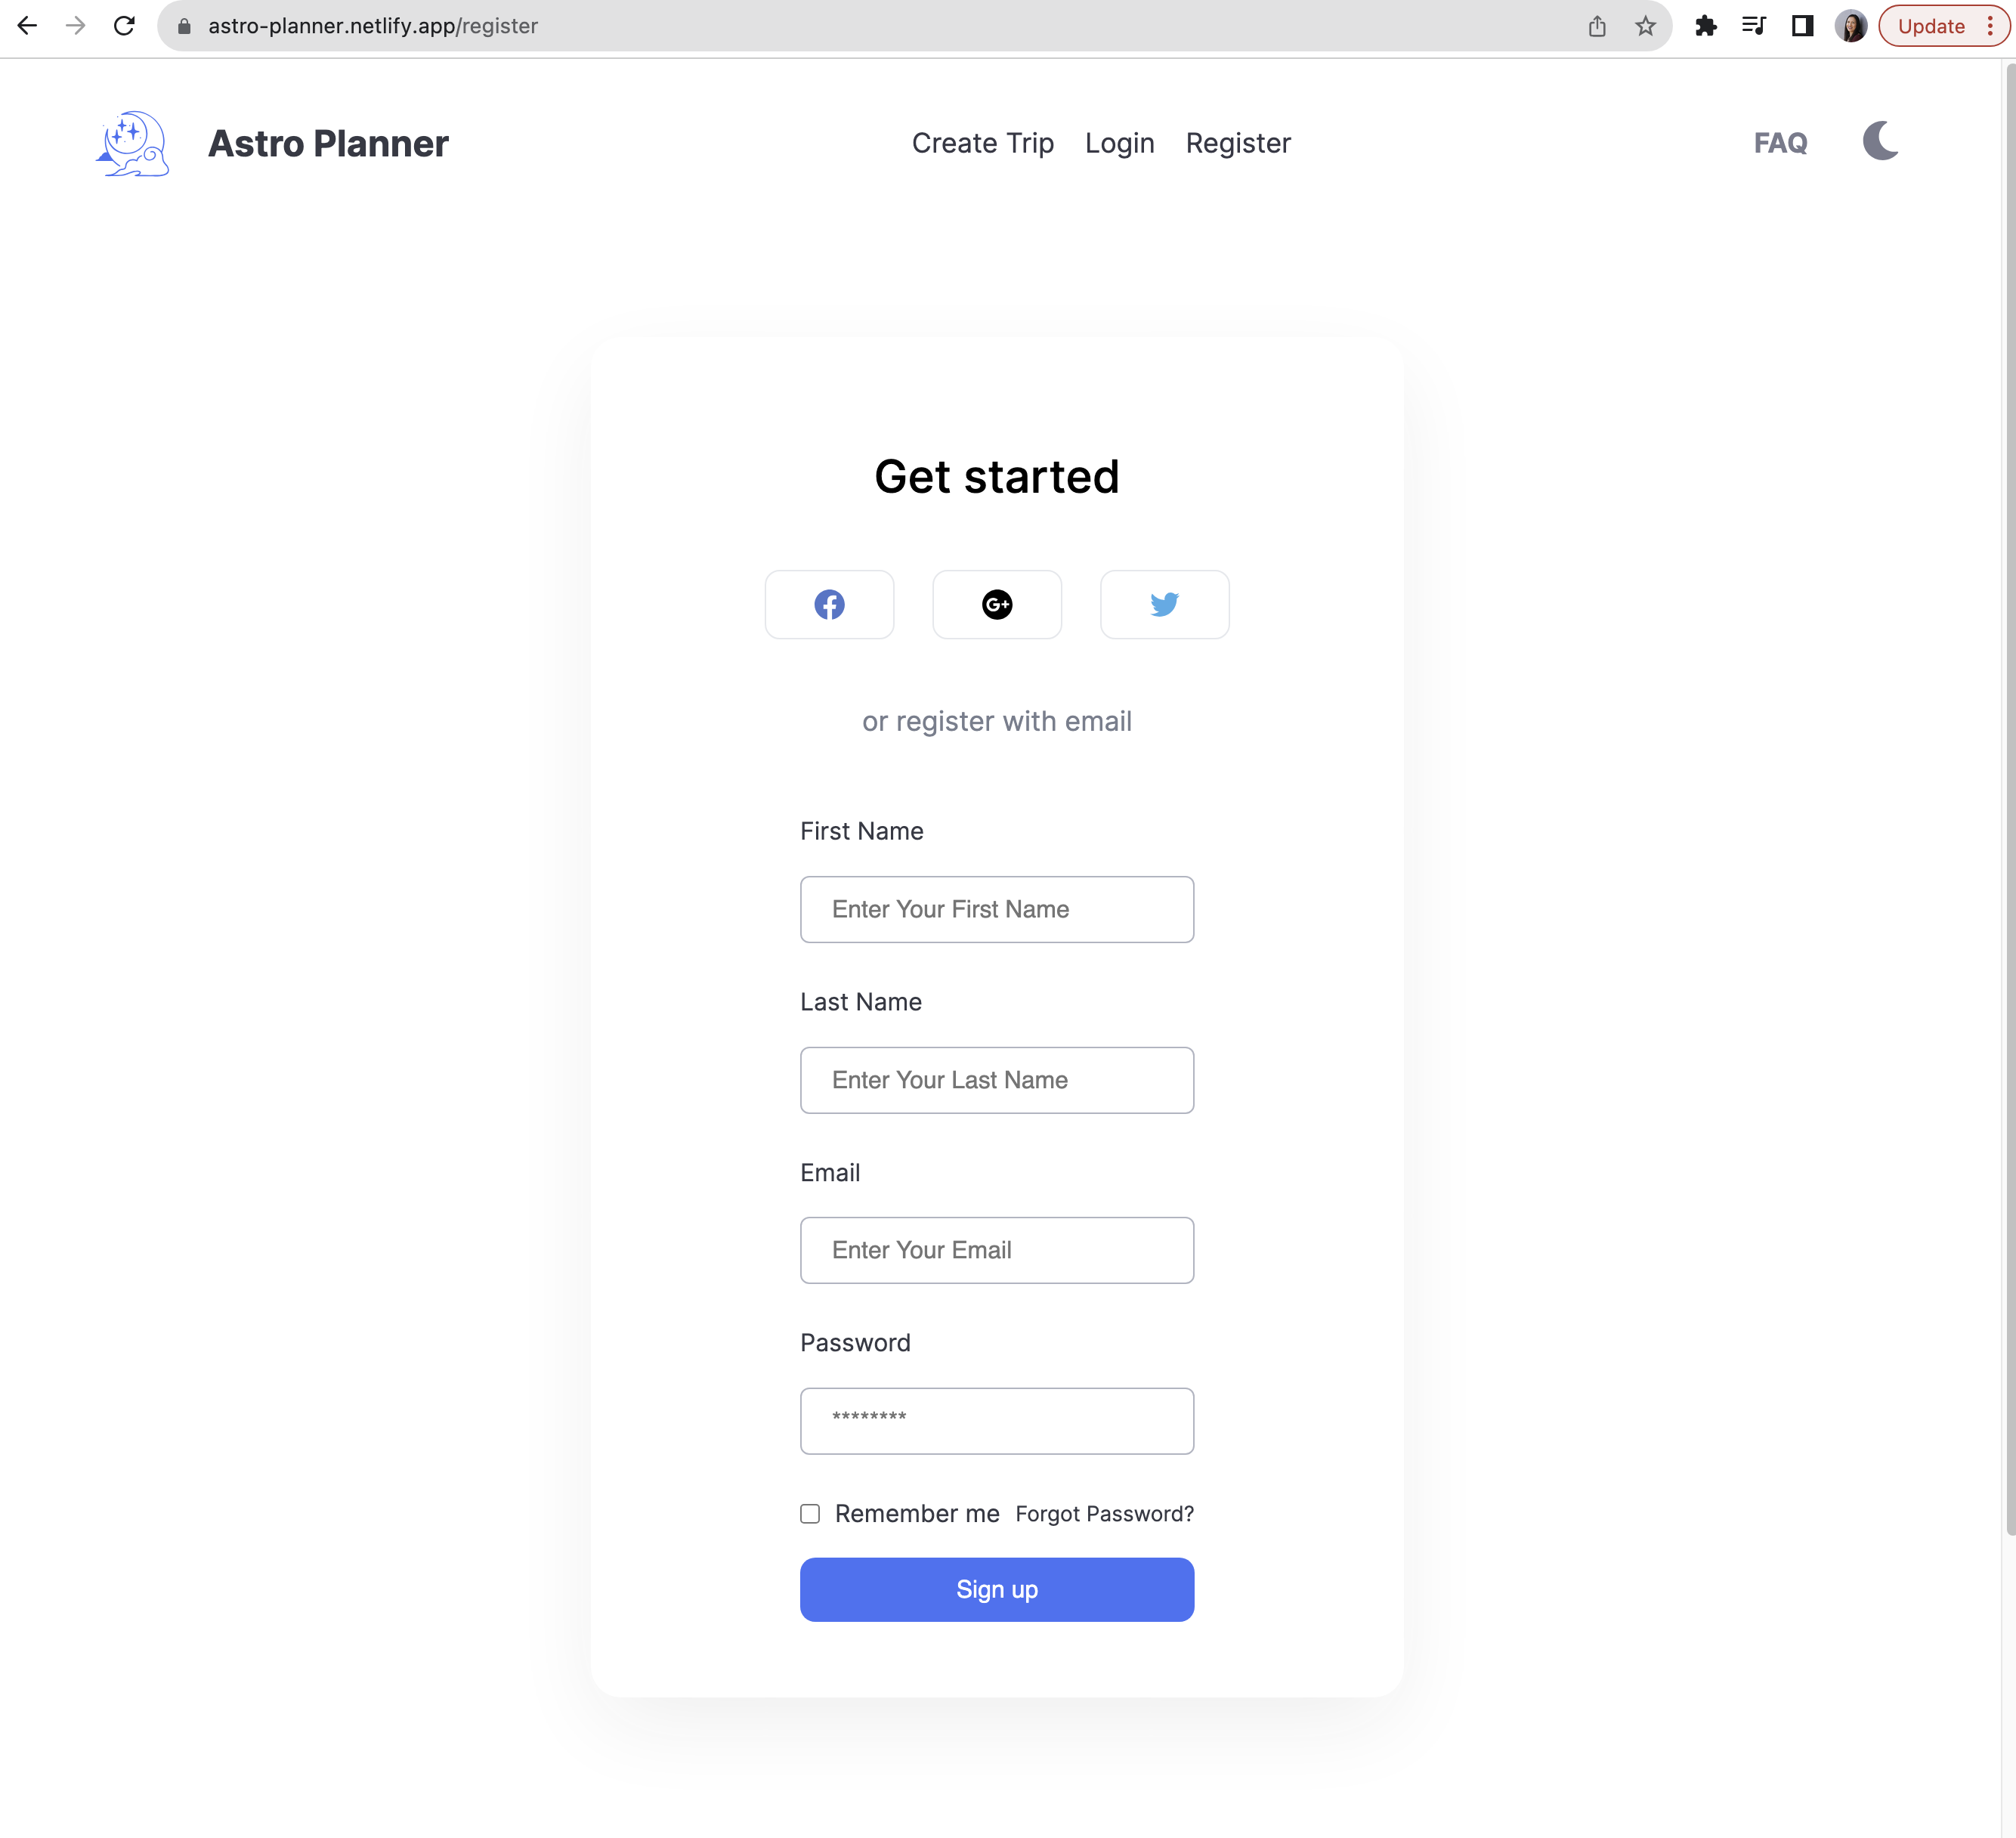 astro-planner.netlify.app/register
Update
Astro Planner
Create Trip Login Register
FAQ
Get started
G+
or register with email
First Name
Enter Your First Name
Last Name
Enter Your Last Name
Email
Enter Your Email
Password
********
Remember me Forgot Password?
Sign up